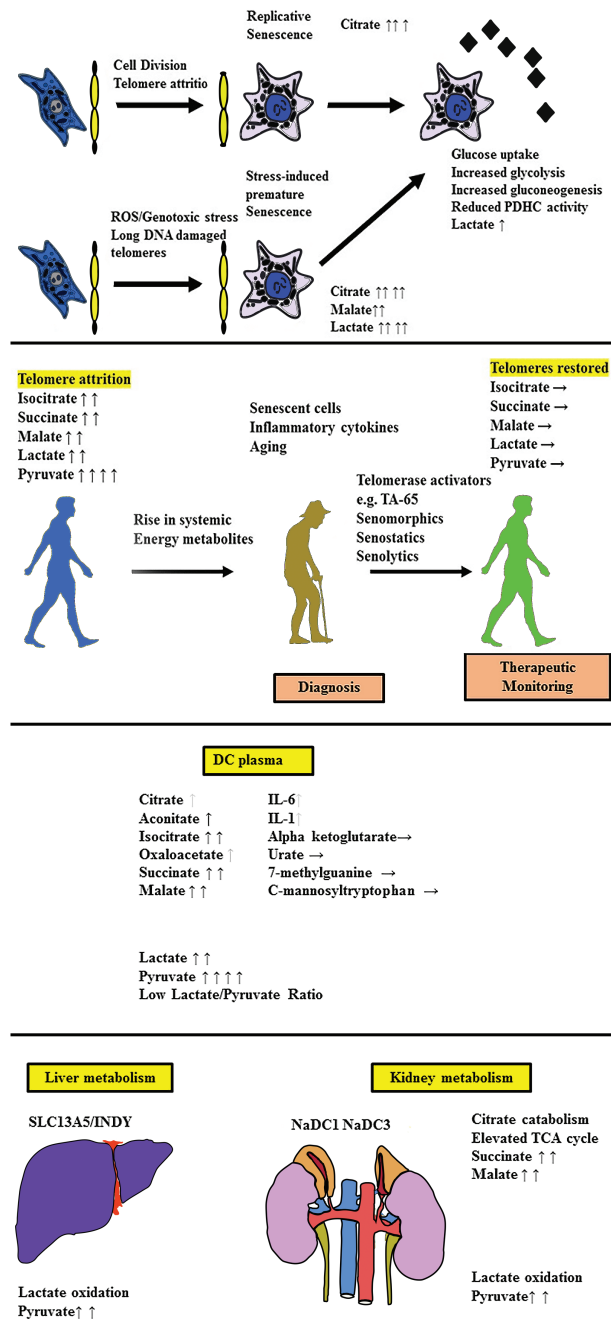 Replicative
Senescence
Citrate ↑↑ ↑
Cell Division
Telomere attritio
Glucose uptake
Increased glycolysis
Increased gluconeogenesis
Reduced PDHC activity
Lactate ↑
Stress-induced
premature
Senescence
ROS/Genotoxic stress
Long DNA damaged
telomeres
Citrate ↑↑ ↑↑
Malate↑↑
Lactate ↑↑ ↑↑
Telomere attrition
Isocitrate ↑ ↑
Succinate ↑ ↑
Malate ↑ ↑
Lactate ↑ ↑
Pyruvate ↑ ↑ ↑ ↑
Senescent cells
Inflammatory cytokines
Aging
Telomeres restored
Isocitrate →
Succinate →
Malate →
Lactate →
Pyruvate →
Rise in systemic
Energy metabolites
Telomerase activators
e.g. TA-65
Senomorphics
Senostatics
Senolytics
Diagnosis
Therapeutic
Monitoring
DC plasma
Citrate ↑
Aconitate ↑
Isocitrate ↑ ↑
Oxaloacetate ↑
Succinate ↑ ↑
Malate ↑ ↑
IL-6↑
IL-1↑
Alpha ketoglutarate→
Urate →
7-methylguanine →
C-mannosyltryptophan →
Lactate ↑ ↑
Pyruvate ↑ ↑ ↑ ↑
Low Lactate/Pyruvate Ratio
Liver metabolism
SLC13A5/INDY
Lactate oxidation
Pyruvate↑ ↑
Kidney metabolism
NaDC1 NaDC3
Citrate catabolism
Elevated TCA cycle
Succinate ↑ ↑
Malate ↑ ↑
Lactate oxidation
Pyruvate↑ ↑